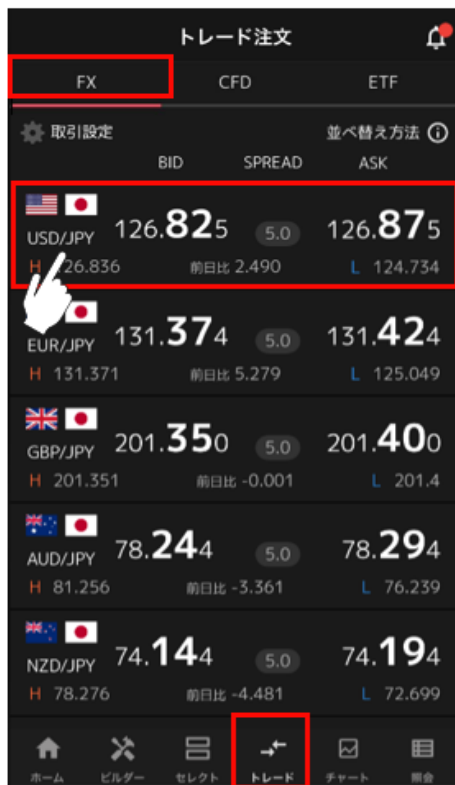 トレード注文
FX CFD ETF
取引設定 並べ替え方法
BID SPREAD ASK
USD/JPY 126.825 5.0 126.875
H 126.836 前日比 2.490 L 124.734
EUR/JPY 131.374 5.0 131.424
H 131.371 前日比 5.279 L 125.049
GBP/JPY 201.350 5.0 201.400
H 201.351 前日比 -0.001 L 201.4
AUD/JPY 78.244 5.0 78.294
H 81.256 前日比 -3.361 L 76.239
NZD/JPY 74.144 5.0 74.194
H 78.276 前日比 -4.481 L 72.699
ホーム ビルダー セレクト トレード チャート 照会